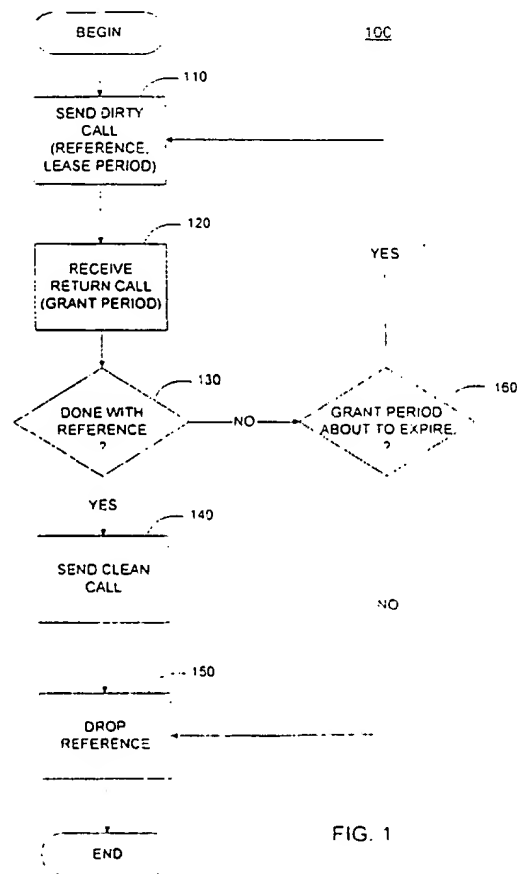 BEGIN
100
110
SEND DIRTY
CALL
(REFERENCE,
LEASE PERIOD)
120
RECEIVE
RETURN CALL
(GRANT PERIOD)
YES
130
DONE WITH
REFERENCE
?
NO
160
GRANT PERIOD
ABOUT TO EXPIRE
?
YES
140
SEND CLEAN
CALL
NO
150
DROP
REFERENCE
END
FIG. 1